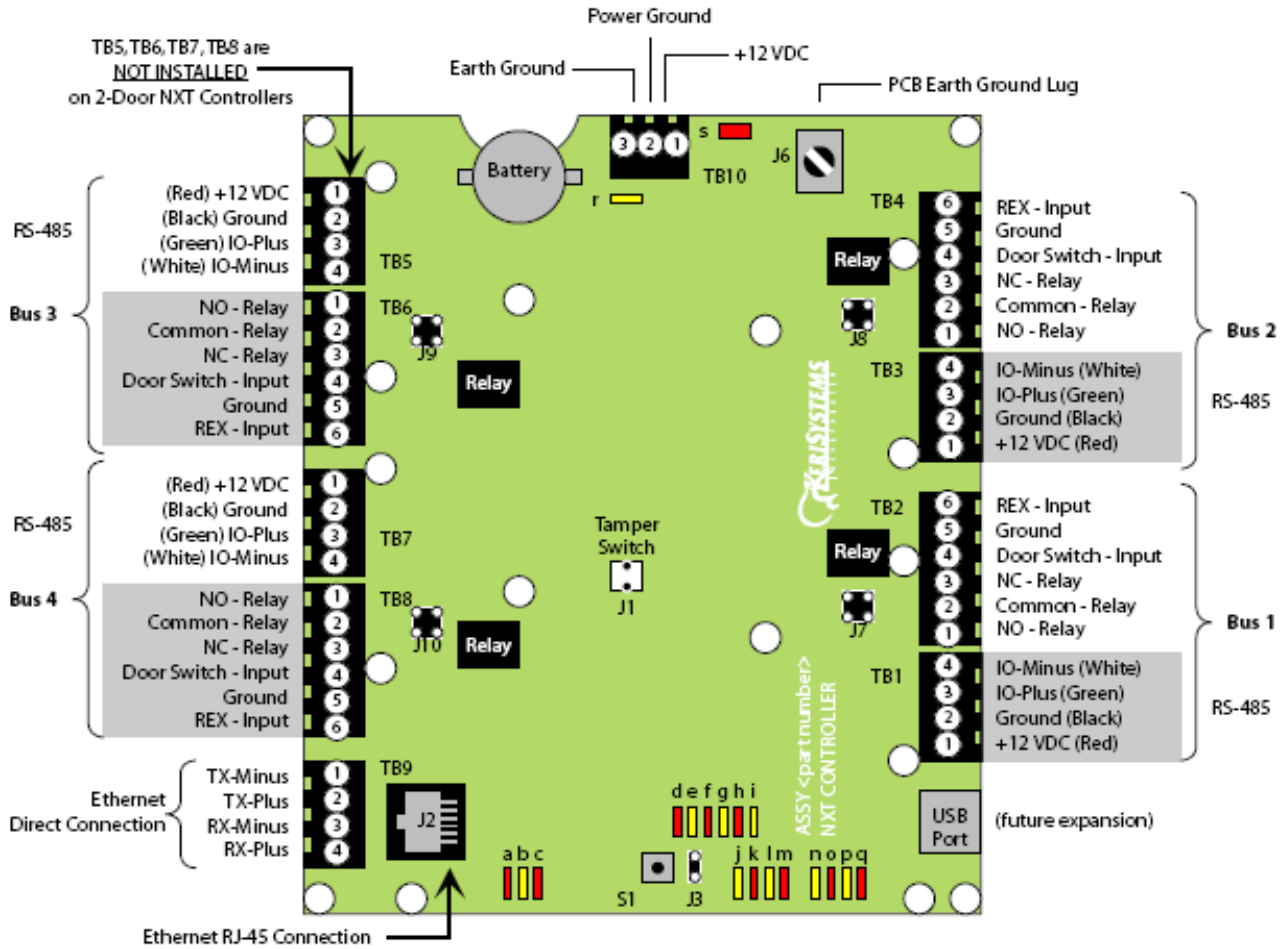 Power Ground
TB5, TB6, TB7, TB8 are
NOT INSTALLED
on 2-Door NXT Controllers
Earth Ground
+12 VDC
PCB Earth Ground Lug
Battery
3 2 1
s
TB10
J6
r
RS-485
Bus 3
(Red) +12 VDC
(Black) Ground
(Green) IO-Plus
(White) IO-Minus
1
2
3
4
TB5
NO - Relay
Common - Relay
NC - Relay
Door Switch - Input
Ground
REX - Input
1
2
3
4
5
6
TB6
J9
Relay
RS-485
Bus 4
(Red) +12 VDC
(Black) Ground
(Green) IO-Plus
(White) IO-Minus
1
2
3
4
TB7
NO - Relay
Common - Relay
NC - Relay
Door Switch - Input
Ground
REX - Input
1
2
3
4
5
6
TB8
J10
Relay
Ethernet
Direct Connection
TX-Minus
TX-Plus
RX-Minus
RX-Plus
1
2
3
4
TB9
J2
Ethernet RJ-45 Connection
a b c
Tamper
Switch
J1
S1
J3
d e f g h i
j k l m
n o p q
KERISYSTEMS
ASSY <part number>
NXT CONTROLLER
TB4
Relay
J8
6
5
4
3
2
1
REX - Input
Ground
Door Switch - Input
NC - Relay
Common - Relay
NO - Relay
Bus 2
TB3
4
3
2
1
IO-Minus (White)
IO-Plus (Green)
Ground (Black)
+12 VDC (Red)
RS-485
TB2
Relay
J7
6
5
4
3
2
1
REX - Input
Ground
Door Switch - Input
NC - Relay
Common - Relay
NO - Relay
Bus 1
TB1
4
3
2
1
IO-Minus (White)
IO-Plus (Green)
Ground (Black)
+12 VDC (Red)
RS-485
USB
Port
(future expansion)